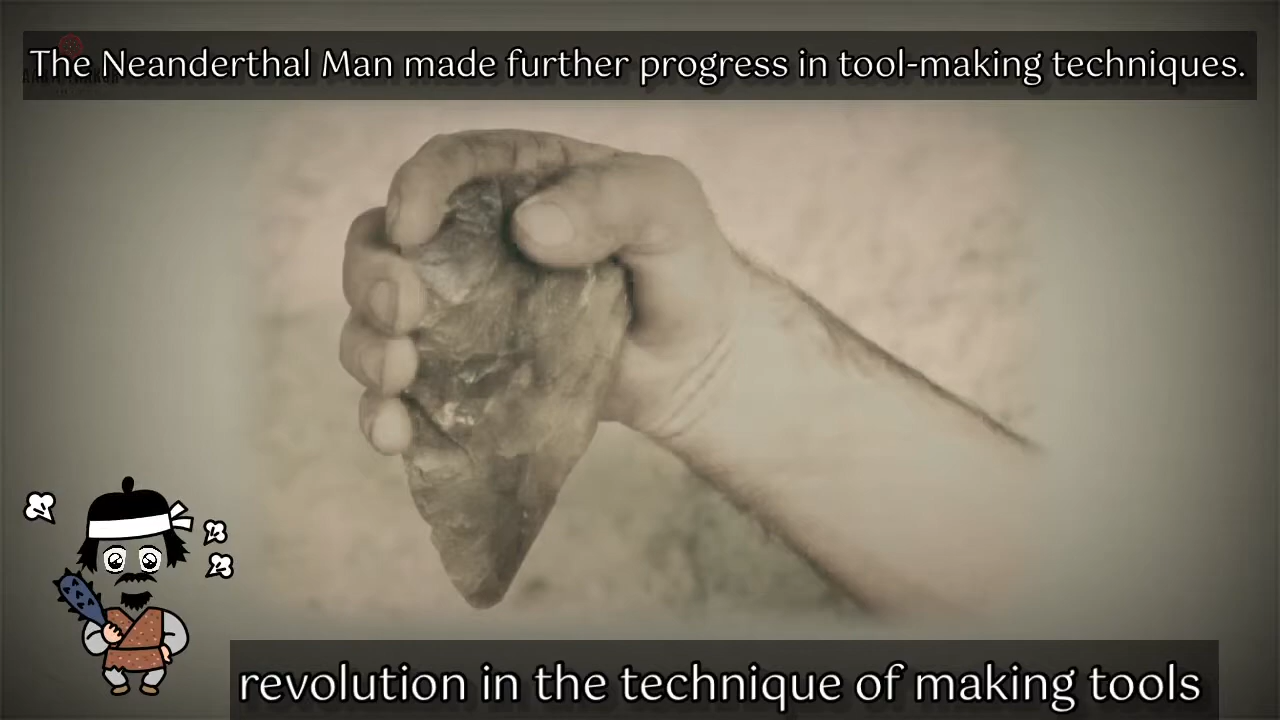 The Neanderthal Man made further progress in tool-making techniques.
revolution in the technique of making tools